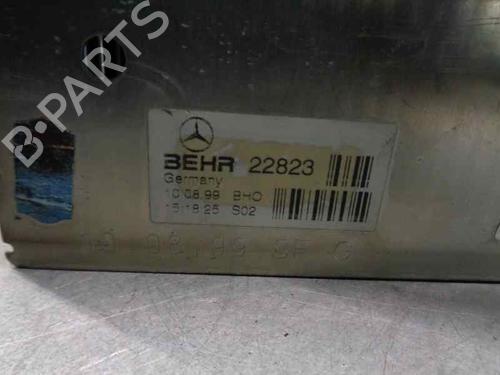 B-PARTS
BEHR 22823
Germany
10.08.99 BHO
15:18:25 S02